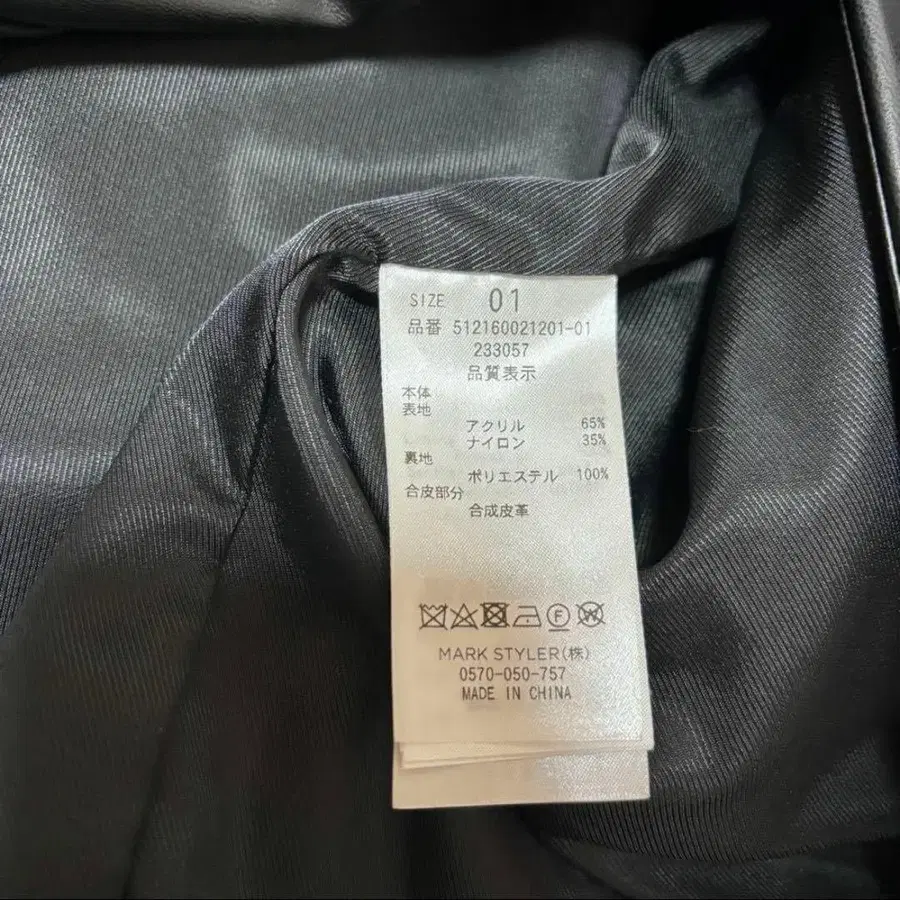 SIZE 01
品番 512160021201-01
233057
品質表示
本体
表地
アクリル 65%
ナイロン 35%
裏地
ポリエステル 100%
合皮部分
合成皮革
F W
MARK STYLER(株)
0570-050-757
MADE IN CHINA